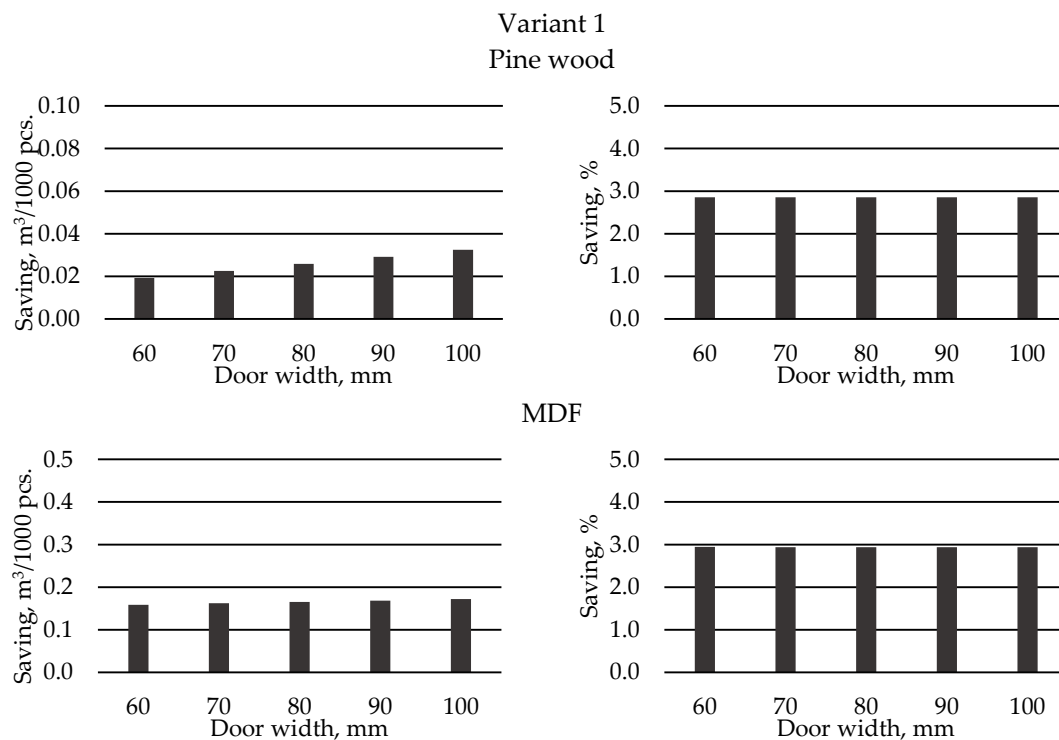 Variant 1
Pine wood
Saving, m³/1000 pcs.
0.10
0.08
0.06
0.04
0.02
0.00
60 70 80 90 100
Door width, mm
Saving, %
5.0
4.0
3.0
2.0
1.0
0.0
60 70 80 90 100
Door width, mm
MDF
Saving, m³/1000 pcs.
0.5
0.4
0.3
0.2
0.1
0.0
60 70 80 90 100
Door width, mm
Saving, %
5.0
4.0
3.0
2.0
1.0
0.0
60 70 80 90 100
Door width, mm